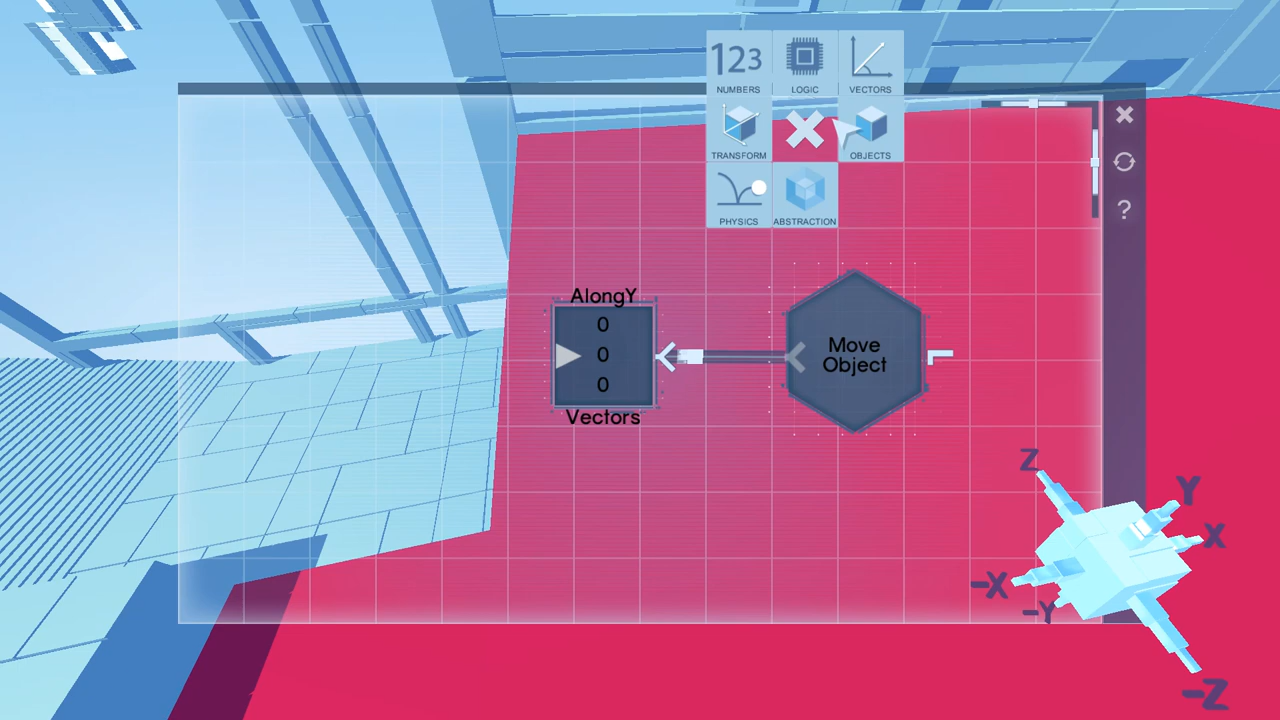 123
NUMBERS
LOGIC
VECTORS
TRANSFORM
OBJECTS
PHYSICS
ABSTRACTION
?
AlongY
0
0
0
Vectors
Move
Object
Z
Y
X
-X
-Y
-Z